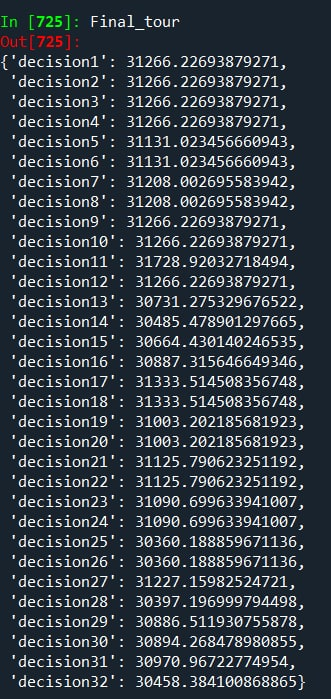 In [725]: Final_tour
Out[725]:
{'decision1': 31266.22693879271,
'decision2': 31266.22693879271,
'decision3': 31266.22693879271,
'decision4': 31266.22693879271,
'decision5': 31131.023456660943,
'decision6': 31131.023456660943,
'decision7': 31208.002695583942,
'decision8': 31208.002695583942,
'decision9': 31266.22693879271,
'decision10': 31266.22693879271,
'decision11': 31728.92032718494,
'decision12': 31266.22693879271,
'decision13': 30731.275329676522,
'decision14': 30485.478901297665,
'decision15': 30664.430140246535,
'decision16': 30887.315646649346,
'decision17': 31333.514508356748,
'decision18': 31333.514508356748,
'decision19': 31003.202185681923,
'decision20': 31003.202185681923,
'decision21': 31125.790623251192,
'decision22': 31125.790623251192,
'decision23': 31090.699633941007,
'decision24': 31090.699633941007,
'decision25': 30360.188859671136,
'decision26': 30360.188859671136,
'decision27': 31227.15982524721,
'decision28': 30397.196999794498,
'decision29': 30886.511930755878,
'decision30': 30894.268478980855,
'decision31': 30970.96722774954,
'decision32': 30458.384100868865}